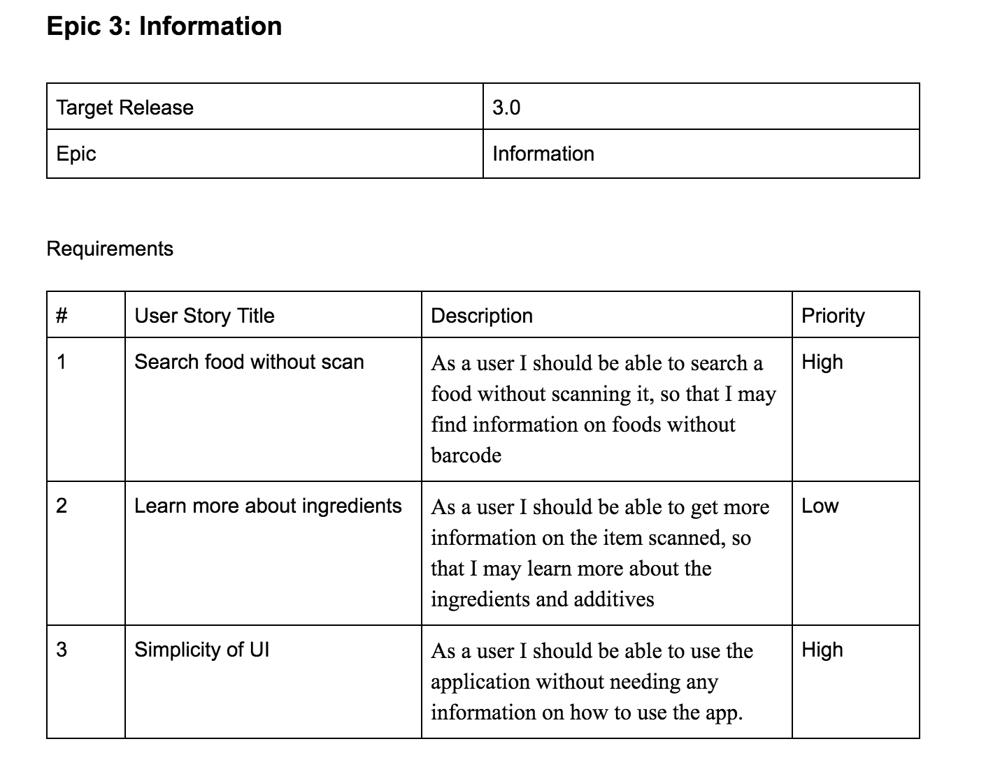 Epic 3: Information
Target Release 3.0
Epic Information
Requirements
# User Story Title Description Priority
1 Search food without scan As a user I should be able to search a High
food without scanning it, so that I may
find information on foods without
barcode
2 Learn more about ingredients As a user I should be able to get more Low
information on the item scanned, so
that I may learn more about the
ingredients and additives
3 Simplicity of UI As a user I should be able to use the High
application without needing any
information on how to use the app.